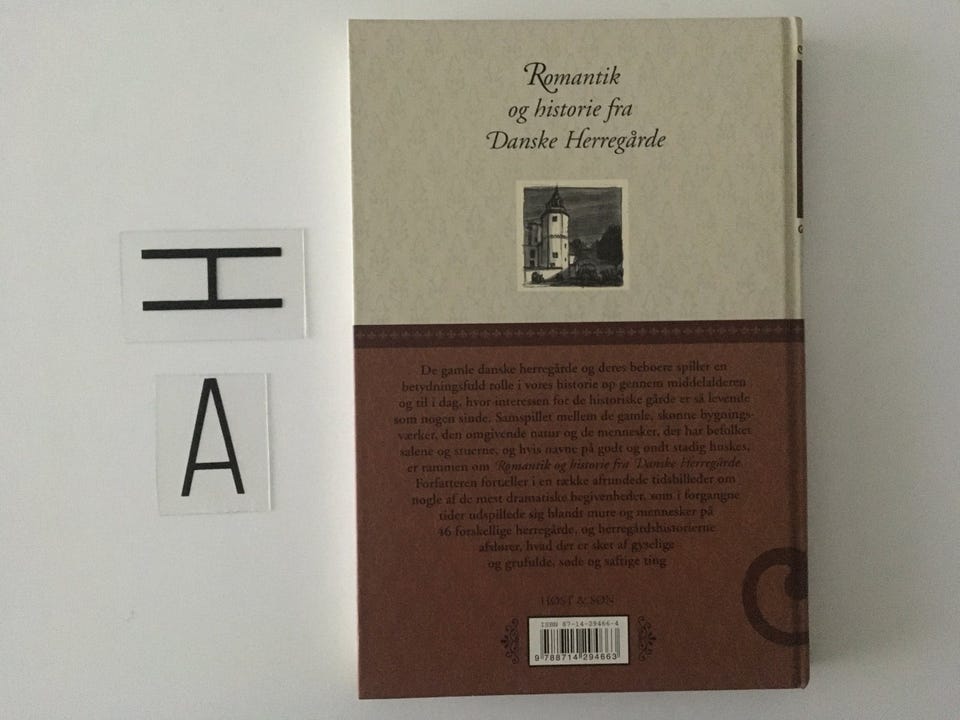 Romantik
og historie fra
Danske Herregårde
De gamle danske herregårde og deres beboere spiller en
betydningsfuld rolle i vores historie op gennem middelalderen
og til i dag, hvor interessen for de historiske gårde er så levende
som nogen sinde. Samspillet mellem de gamle, skønne bygnings-
værker, den omgivende natur og de mennesker, der har befolket
salene og stuerne, og hvis navne på godt og ondt stadig huskes,
er rammen om Romantik og historie fra Danske Herregårde.
Forfatteren fortæller i en række afrundede tidsbilleder om
nogle af de mest dramatiske begivenheder, som i forgangne
tider udspillede sig blandt mure og mennesker på
46 forskellige herregårde, og herregårdshistorierne
afslører, hvad der er sket af gyselige
og grufulde, søde og saftige ting
HØST & SØN
ISBN 87-14-29466-4
9 788714 294663
H
A